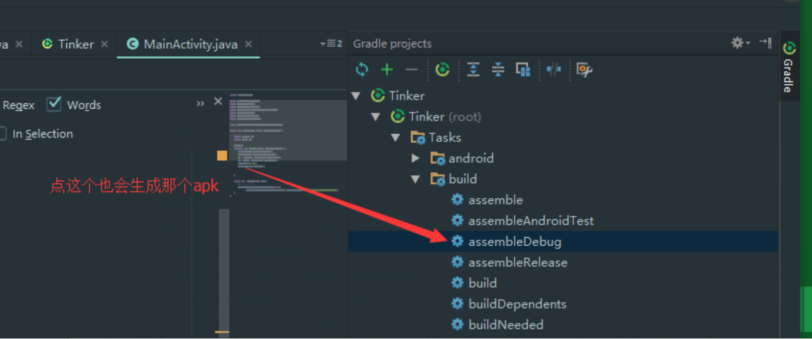 va × Tinker × MainActivity.java × 2
Regex Words
In Selection
点这个也会生成那个apk
Gradle projects
Tinker
Tinker (root)
Tasks
android
build
assemble
assembleAndroidTest
assembleDebug
assembleRelease
build
buildDependents
buildNeeded
Gradle